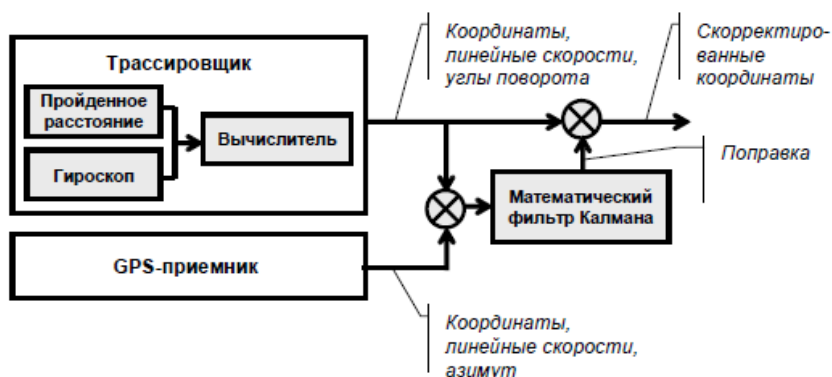 Трассировщик
Пройденное
расстояние
Гироскоп
Вычислитель
GPS-приемник
Координаты,
линейные скорости,
углы поворота
Скорректиро-
ванные
координаты
Поправка
Математический
фильтр Калмана
Координаты,
линейные скорости,
азимут